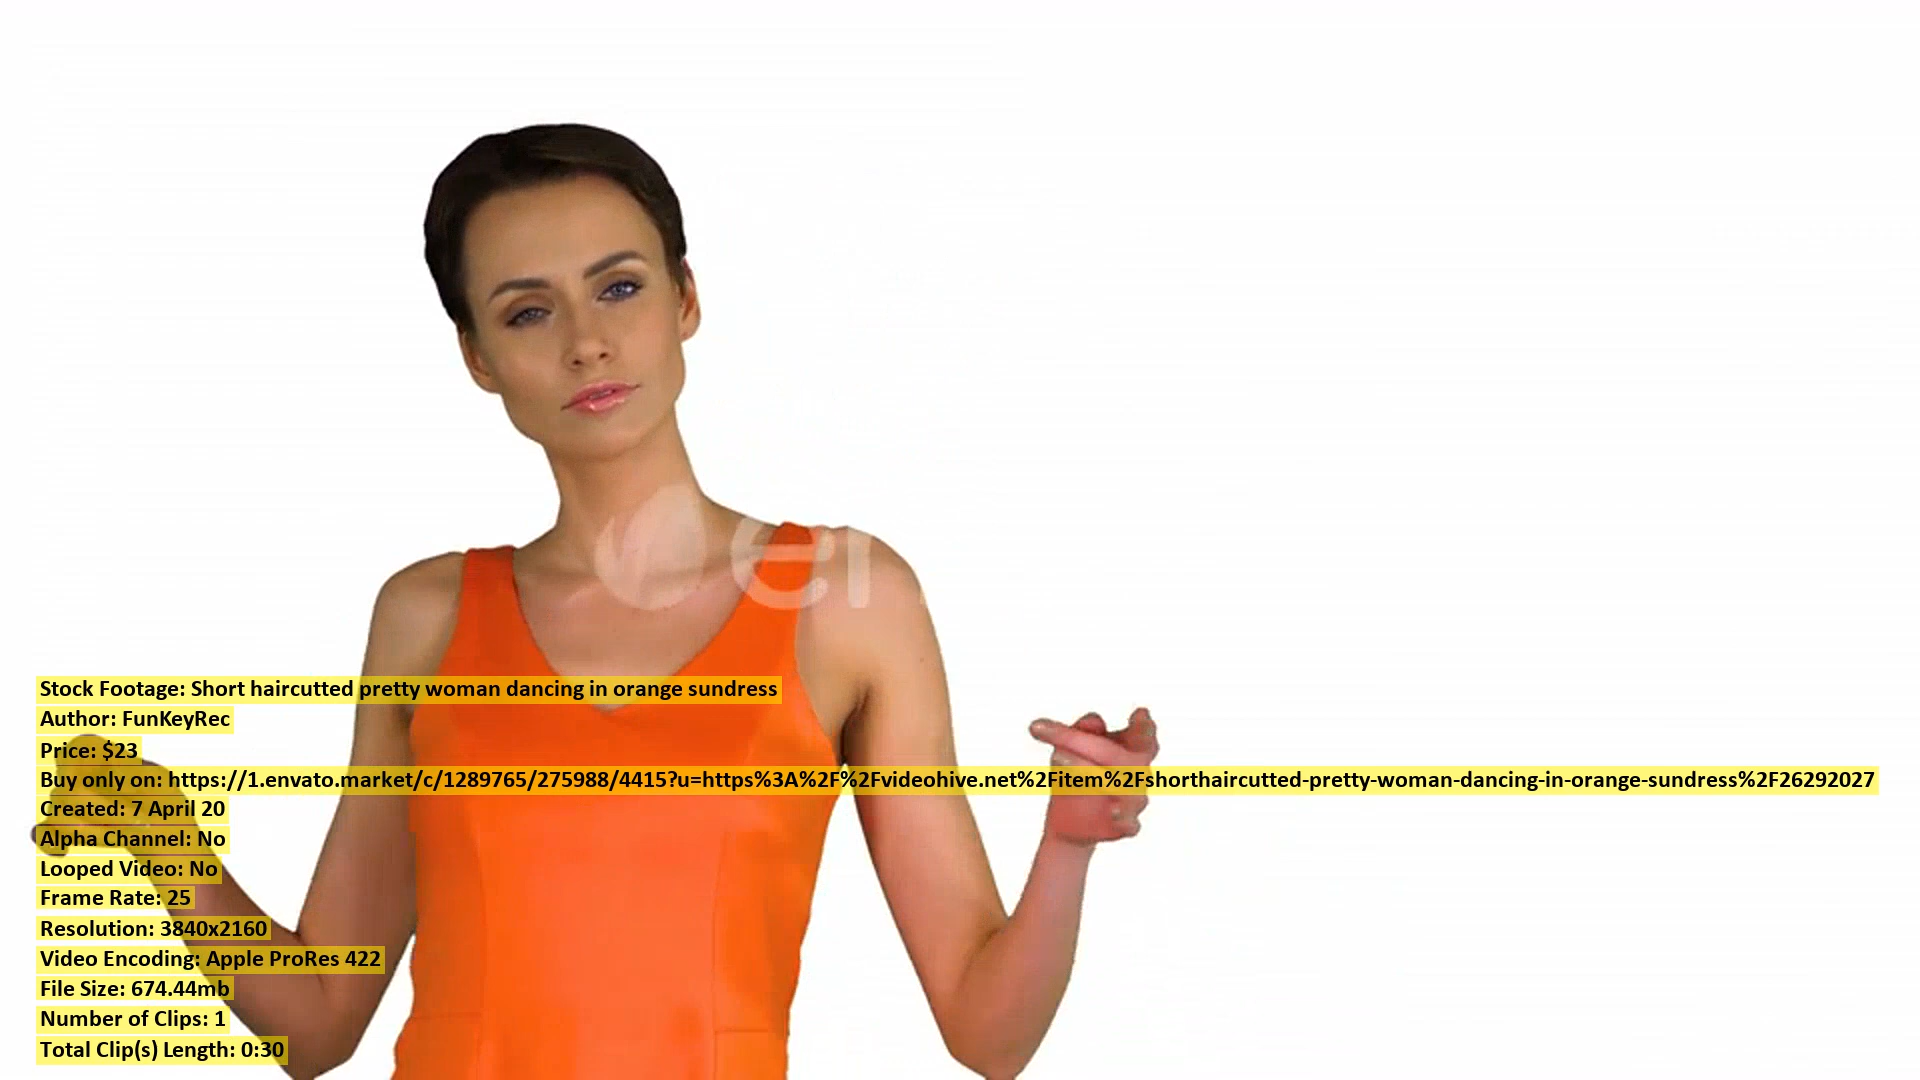 er
Stock Footage: Short haircutted pretty woman dancing in orange sundress
Author: FunKeyRec
Price: $23
Buy only on: https://1.envato.market/c/1289765/275988/4415?u=https%3A%2F%2Fvideohive.net%2Fitem%2Fshorthaircutted-pretty-woman-dancing-in-orange-sundress%2F26292027
Created: 7 April 20
Alpha Channel: No
Looped Video: No
Frame Rate: 25
Resolution: 3840x2160
Video Encoding: Apple ProRes 422
File Size: 674.44mb
Number of Clips: 1
Total Clip(s) Length: 0:30